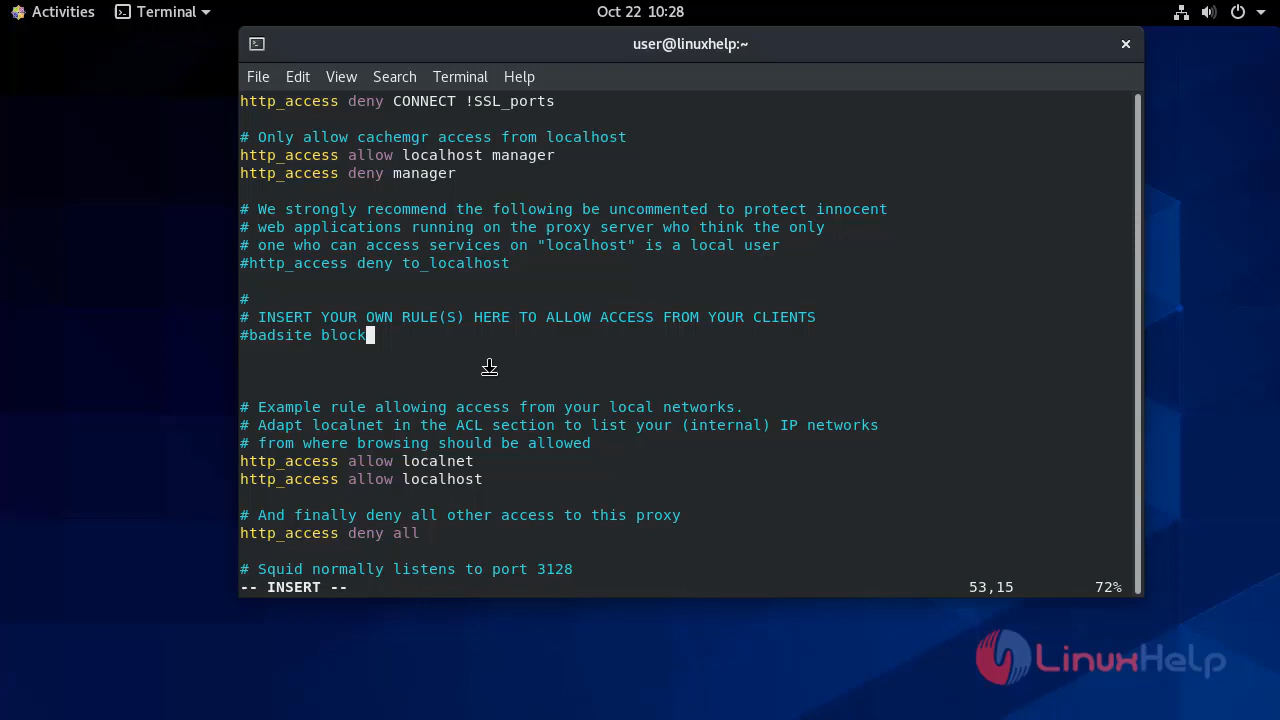 Activities
Terminal
Oct 22 10:28
user@linuxhelp:~
File Edit View Search Terminal Help
http_access deny CONNECT !SSL_ports
# Only allow cachemgr access from localhost
http_access allow localhost manager
http_access deny manager
# We strongly recommend the following be uncommented to protect innocent
# web applications running on the proxy server who think the only
# one who can access services on "localhost" is a local user
#http_access deny to_localhost
#
# INSERT YOUR OWN RULE(S) HERE TO ALLOW ACCESS FROM YOUR CLIENTS
#badsite block
# Example rule allowing access from your local networks.
# Adapt localnet in the ACL section to list your (internal) IP networks
# from where browsing should be allowed
http_access allow localnet
http_access allow localhost
# And finally deny all other access to this proxy
http_access deny all
# Squid normally listens to port 3128
-- INSERT -- 53,15 72%
LinuxHelp